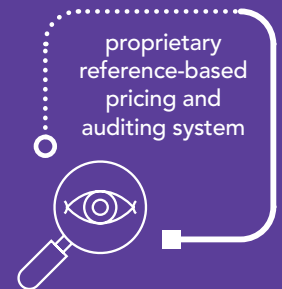 proprietary
reference-based
pricing and
auditing system